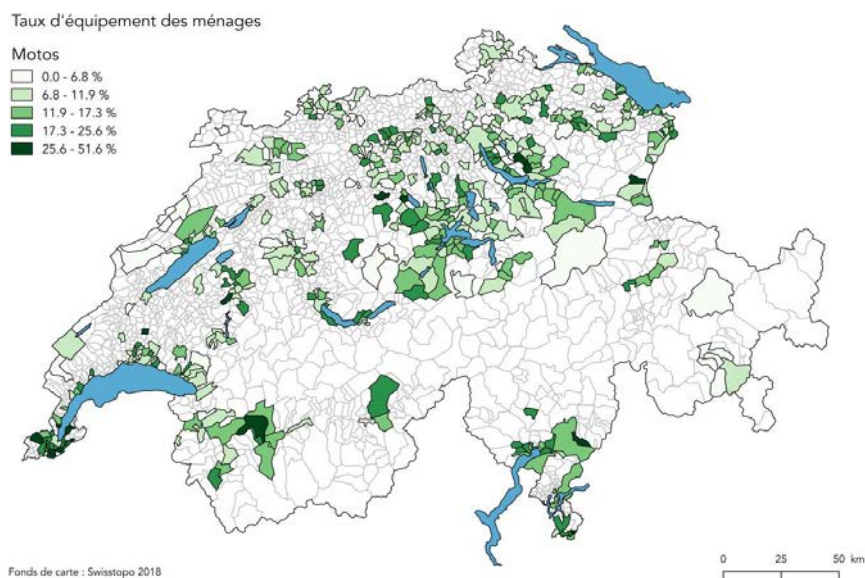 Taux d'équipement des ménages
Motos
0.0 - 6.8 %
6.8 - 11.9 %
11.9 - 17.3 %
17.3 - 25.6 %
25.6 - 51.6 %
Fonds de carte : Swisstopo 2018
0 25 50 km